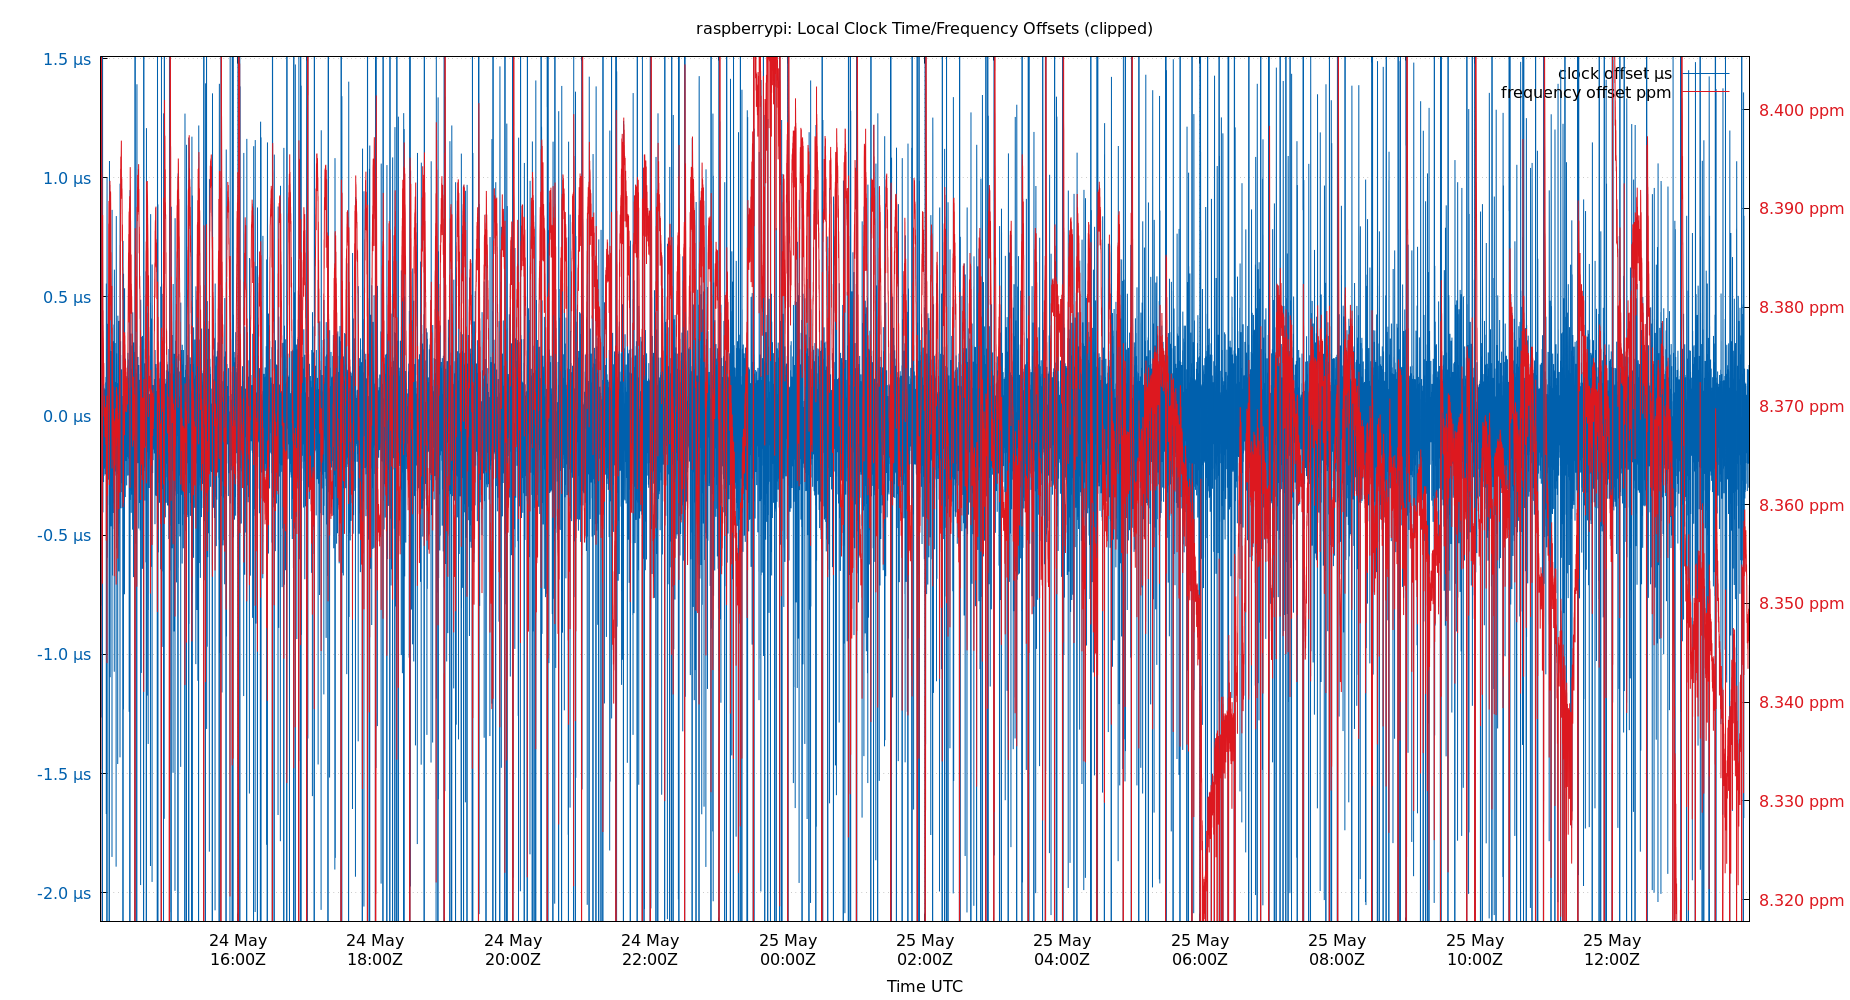 raspberrypi: Local Clock Time/Frequency Offsets (clipped)
1.5 µs
1.0 µs
0.5 µs
0.0 µs
-0.5 µs
-1.0 µs
-1.5 µs
-2.0 µs
clock offset µs
frequency offset ppm
8.400 ppm
8.390 ppm
8.380 ppm
8.370 ppm
8.360 ppm
8.350 ppm
8.340 ppm
8.330 ppm
8.320 ppm
24 May 24 May 24 May 24 May 25 May 25 May 25 May 25 May 25 May 25 May 25 May
16:00Z 18:00Z 20:00Z 22:00Z 00:00Z 02:00Z 04:00Z 06:00Z 08:00Z 10:00Z 12:00Z
Time UTC